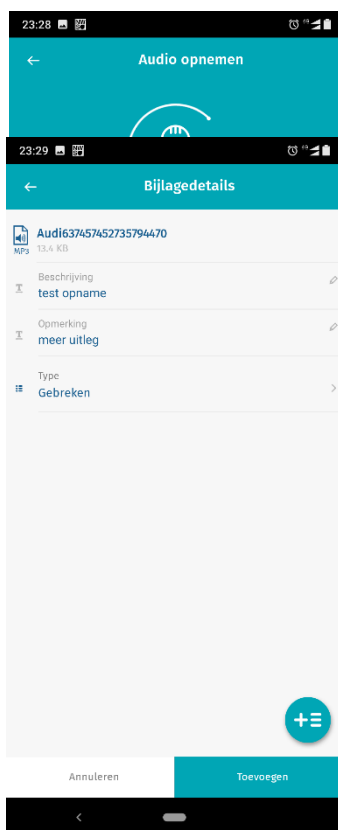 23:28
Audio opnemen
23:29
Bijlagedetails
Audi637457452735794470
MP3 13.4 KB
Beschrijving
test opname
Opmerking
meer uitleg
Type
Gebreken
Annuleren Toevoegen